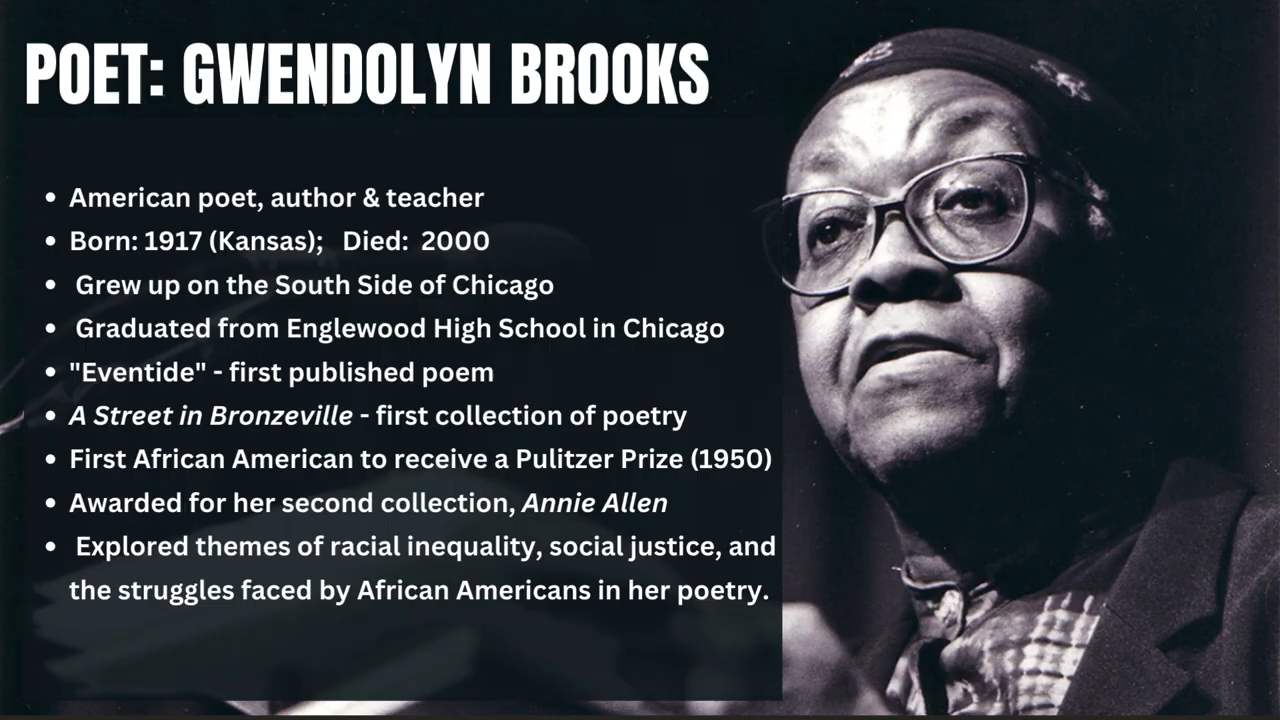 POET: GWENDOLYN BROOKS
• American poet, author & teacher
• Born: 1917 (Kansas);   Died:  2000
•  Grew up on the South Side of Chicago
•  Graduated from Englewood High School in Chicago
• "Eventide" - first published poem
• A Street in Bronzeville - first collection of poetry
• First African American to receive a Pulitzer Prize (1950)
• Awarded for her second collection, Annie Allen
•  Explored themes of racial inequality, social justice, and
the struggles faced by African Americans in her poetry.